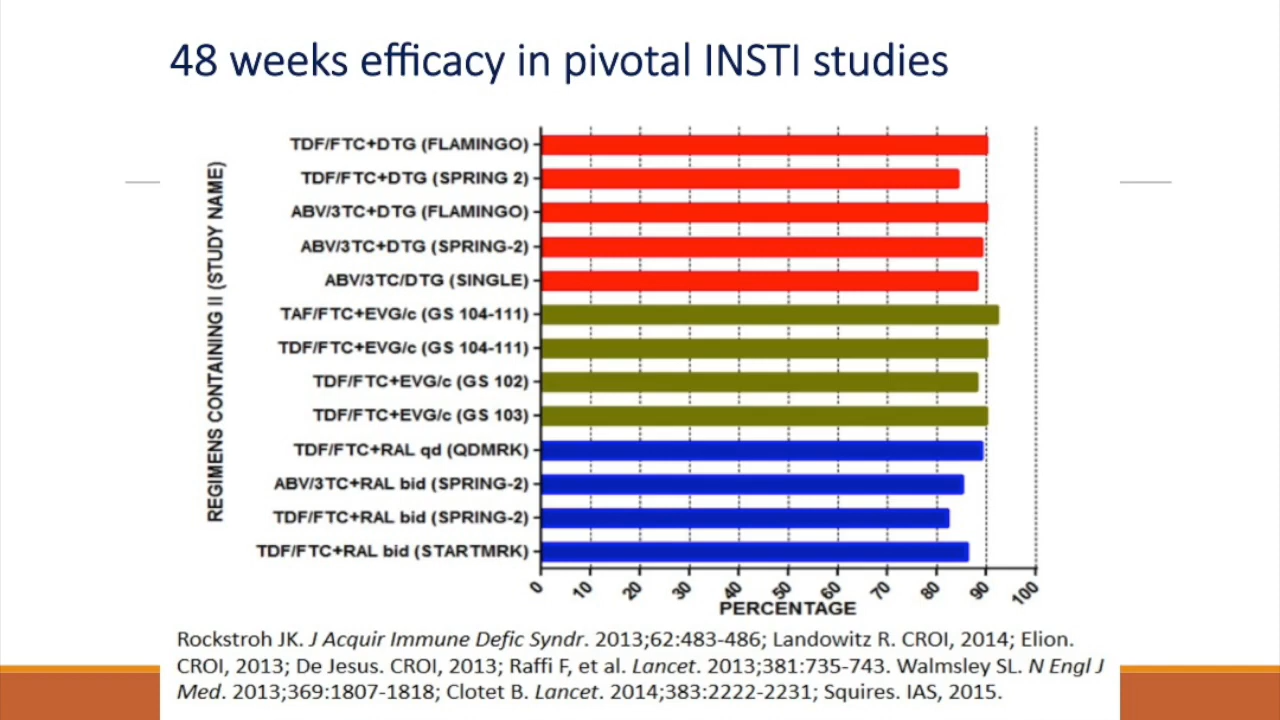 48 weeks efficacy in pivotal INSTI studies
REGIMENS CONTAINING II (STUDY NAME)
TDF/FTC+DTG (FLAMINGO)
TDF/FTC+DTG (SPRING 2)
ABV/3TC+DTG (FLAMINGO)
ABV/3TC+DTG (SPRING-2)
ABV/3TC/DTG (SINGLE)
TAF/FTC+EVG/c (GS 104-111)
TDF/FTC+EVG/c (GS 104-111)
TDF/FTC+EVG/c (GS 102)
TDF/FTC+EVG/c (GS 103)
TDF/FTC+RAL qd (QDMRK)
ABV/3TC+RAL bid (SPRING-2)
TDF/FTC+RAL bid (SPRING-2)
TDF/FTC+RAL bid (STARTMRK)
0 10 20 30 40 50 60 70 80 90 100
PERCENTAGE
Rockstroh JK. J Acquir Immune Defic Syndr. 2013;62:483-486; Landowitz R. CROI, 2014; Elion.
CROI, 2013; De Jesus. CROI, 2013; Raffi F, et al. Lancet. 2013;381:735-743. Walmsley SL. N Engl J
Med. 2013;369:1807-1818; Clotet B. Lancet. 2014;383:2222-2231; Squires. IAS, 2015.